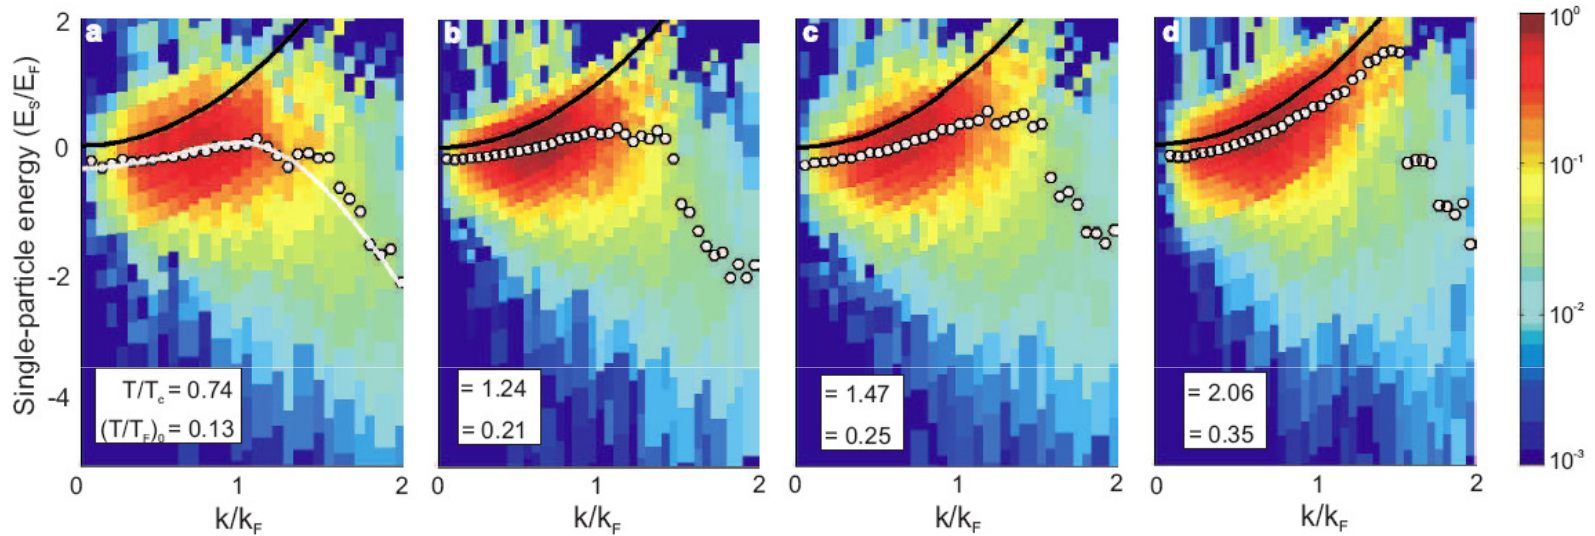 Single-particle energy (E_S/E_F)
2
0
-2
-4
a
b
c
d
T/T_c = 0.74
(T/T_F)_0 = 0.13
= 1.24
= 0.21
= 1.47
= 0.25
= 2.06
= 0.35
0 1 2
k/k_F
0 1 2
k/k_F
0 1 2
k/k_F
0 1 2
k/k_F
10^0
10^-1
10^-2
10^-3